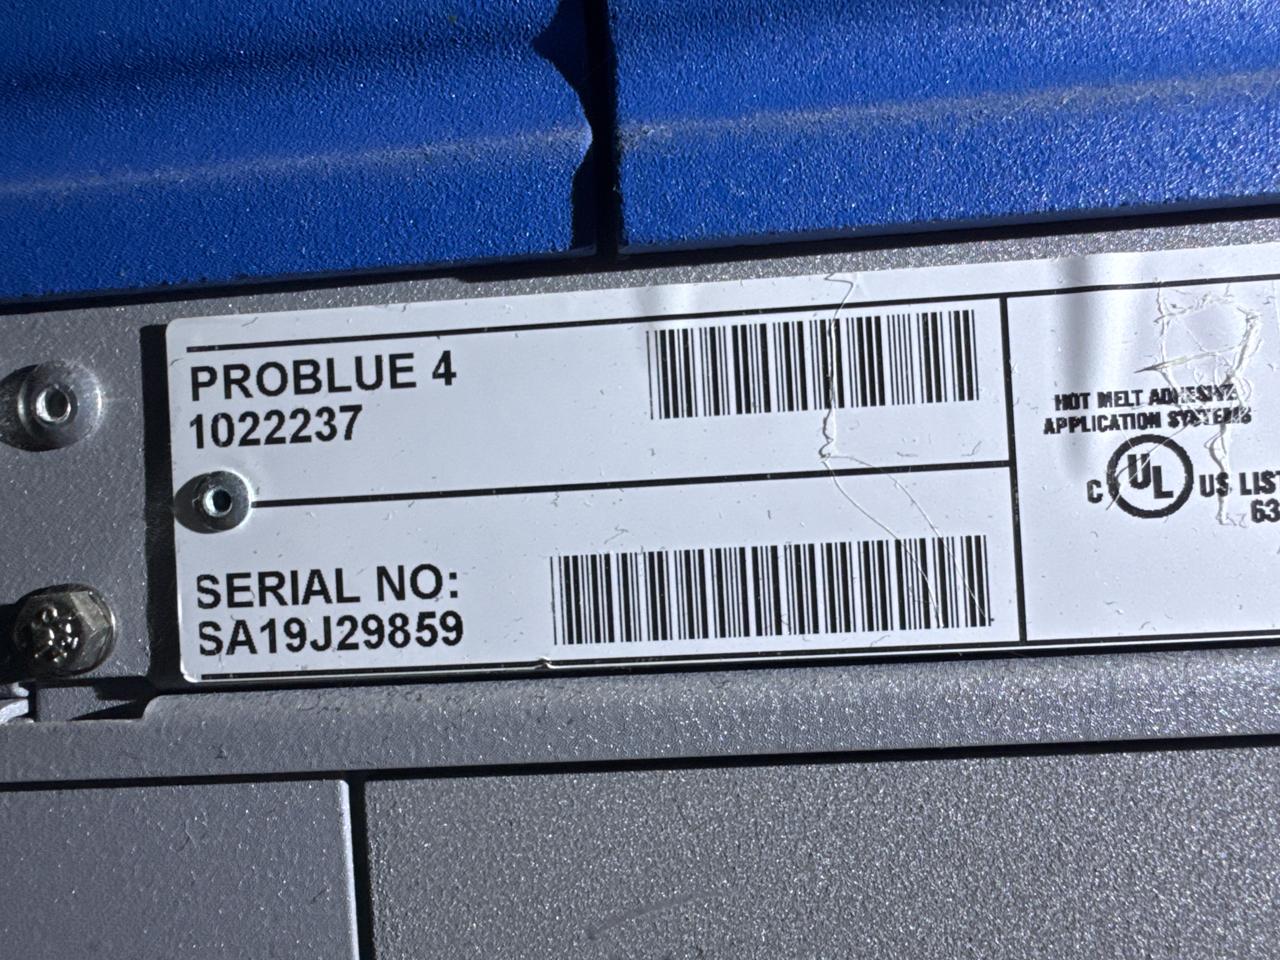 PROBLUE 4
1022237
SERIAL NO:
SA19J29859
HOT MELT ADHESIVE
APPLICATION SYSTEMS
C UL US LIST
63